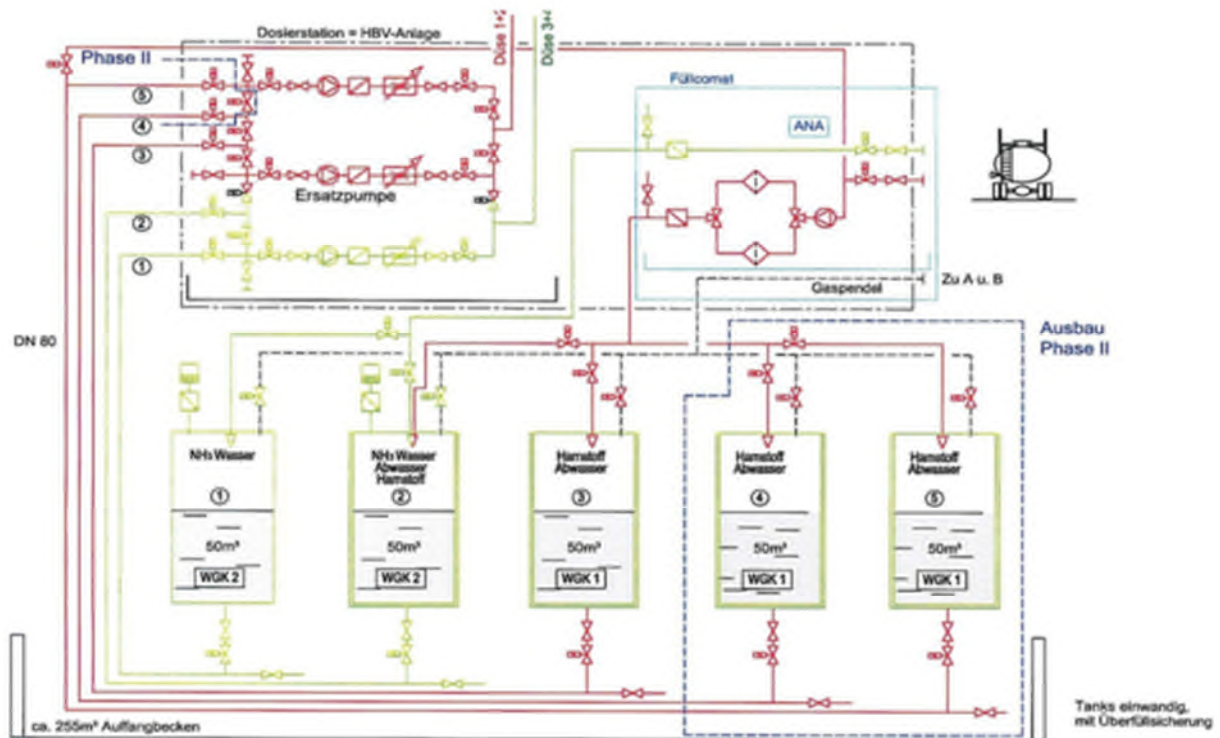 Dosierstation = HBV-Anlage
Düse 1+2
Düse 3+4
Phase II
Füllcomat
ANA
⑤
④
③
Ersatzpumpe
②
①
Gaspendel
Zu A u. B
DN 80
Ausbau
Phase II
NH₃ Wasser
①
50m³
WGK 2
NH₃ Wasser
Abwasser
Harnstoff
②
50m³
WGK 2
Harnstoff
Abwasser
③
50m³
WGK 1
Harnstoff
Abwasser
④
50m³
WGK 1
Harnstoff
Abwasser
⑤
50m³
WGK 1
ca. 255m³ Auffangbecken
Tanks einwandig,
mit Überfüllsicherung